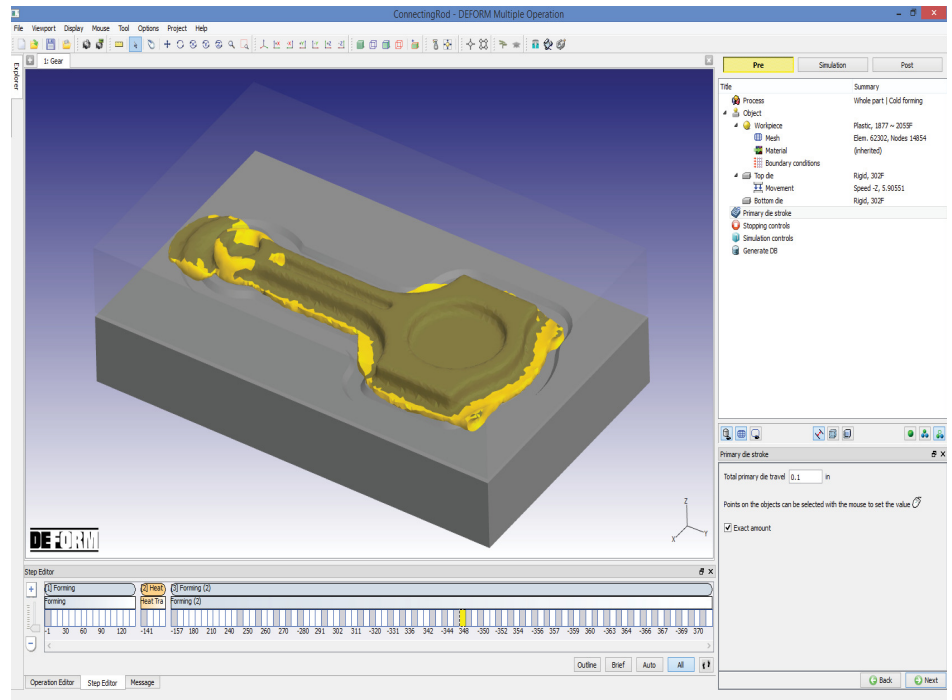 ConnectingRod - DEFORM Multiple Operation
File Viewport Display Mouse Tool Options Project Help
1: Gear
Explorer
Pre Simulation Post
Title Summary
Process Whole part | Cold forming
Object
Workpiece Plastic, 1877 ~ 2055F
Mesh Elem. 62302, Nodes 14854
Material (inherited)
Boundary conditions
Top die Rigid, 302F
Movement Speed -Z, 5.90551
Bottom die Rigid, 302F
Primary die stroke
Stopping controls
Simulation controls
Generate DB
Primary die stroke
Total primary die travel 0.1 in
Points on the objects can be selected with the mouse to set the value
Exact amount
Z
X Y
DEFORM
Step Editor
[1] Forming [2] Heat [3] Forming (2)
Forming Heat Tra Forming (2)
-1 30 60 90 120 -141 -157 180 210 240 250 260 270 -280 291 302 311 -320 -331 336 342 -344 348 -350 -352 354 -356 357 -359 360 -363 364 -366 367 -369 370
Outline Brief Auto All
Operation Editor Step Editor Message
Back Next